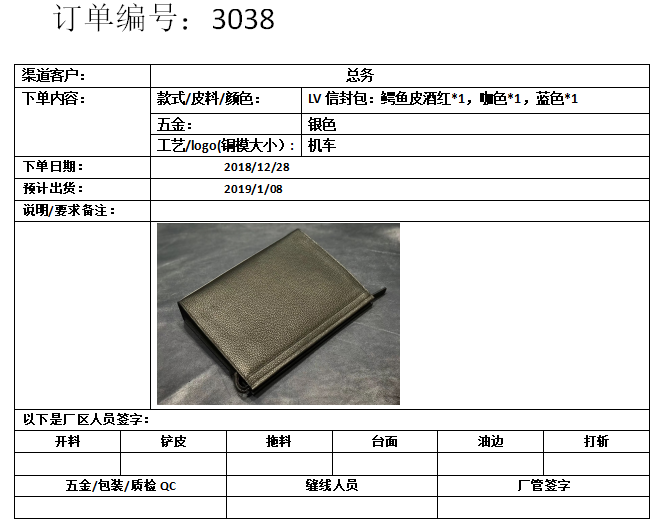 订单编号：3038
渠道客户： 总务
下单内容： 款式/皮料/颜色： LV 信封包：鳄鱼皮酒红*1，咖色*1，蓝色*1
五金： 银色
工艺/logo(铜模大小）： 机车
下单日期： 2018/12/28
预计出货： 2019/1/08
说明/要求备注：
以下是厂区人员签字：
开料 铲皮 拖料 台面 油边 打斩
五金/包装/质检 QC 缝线人员 厂管签字